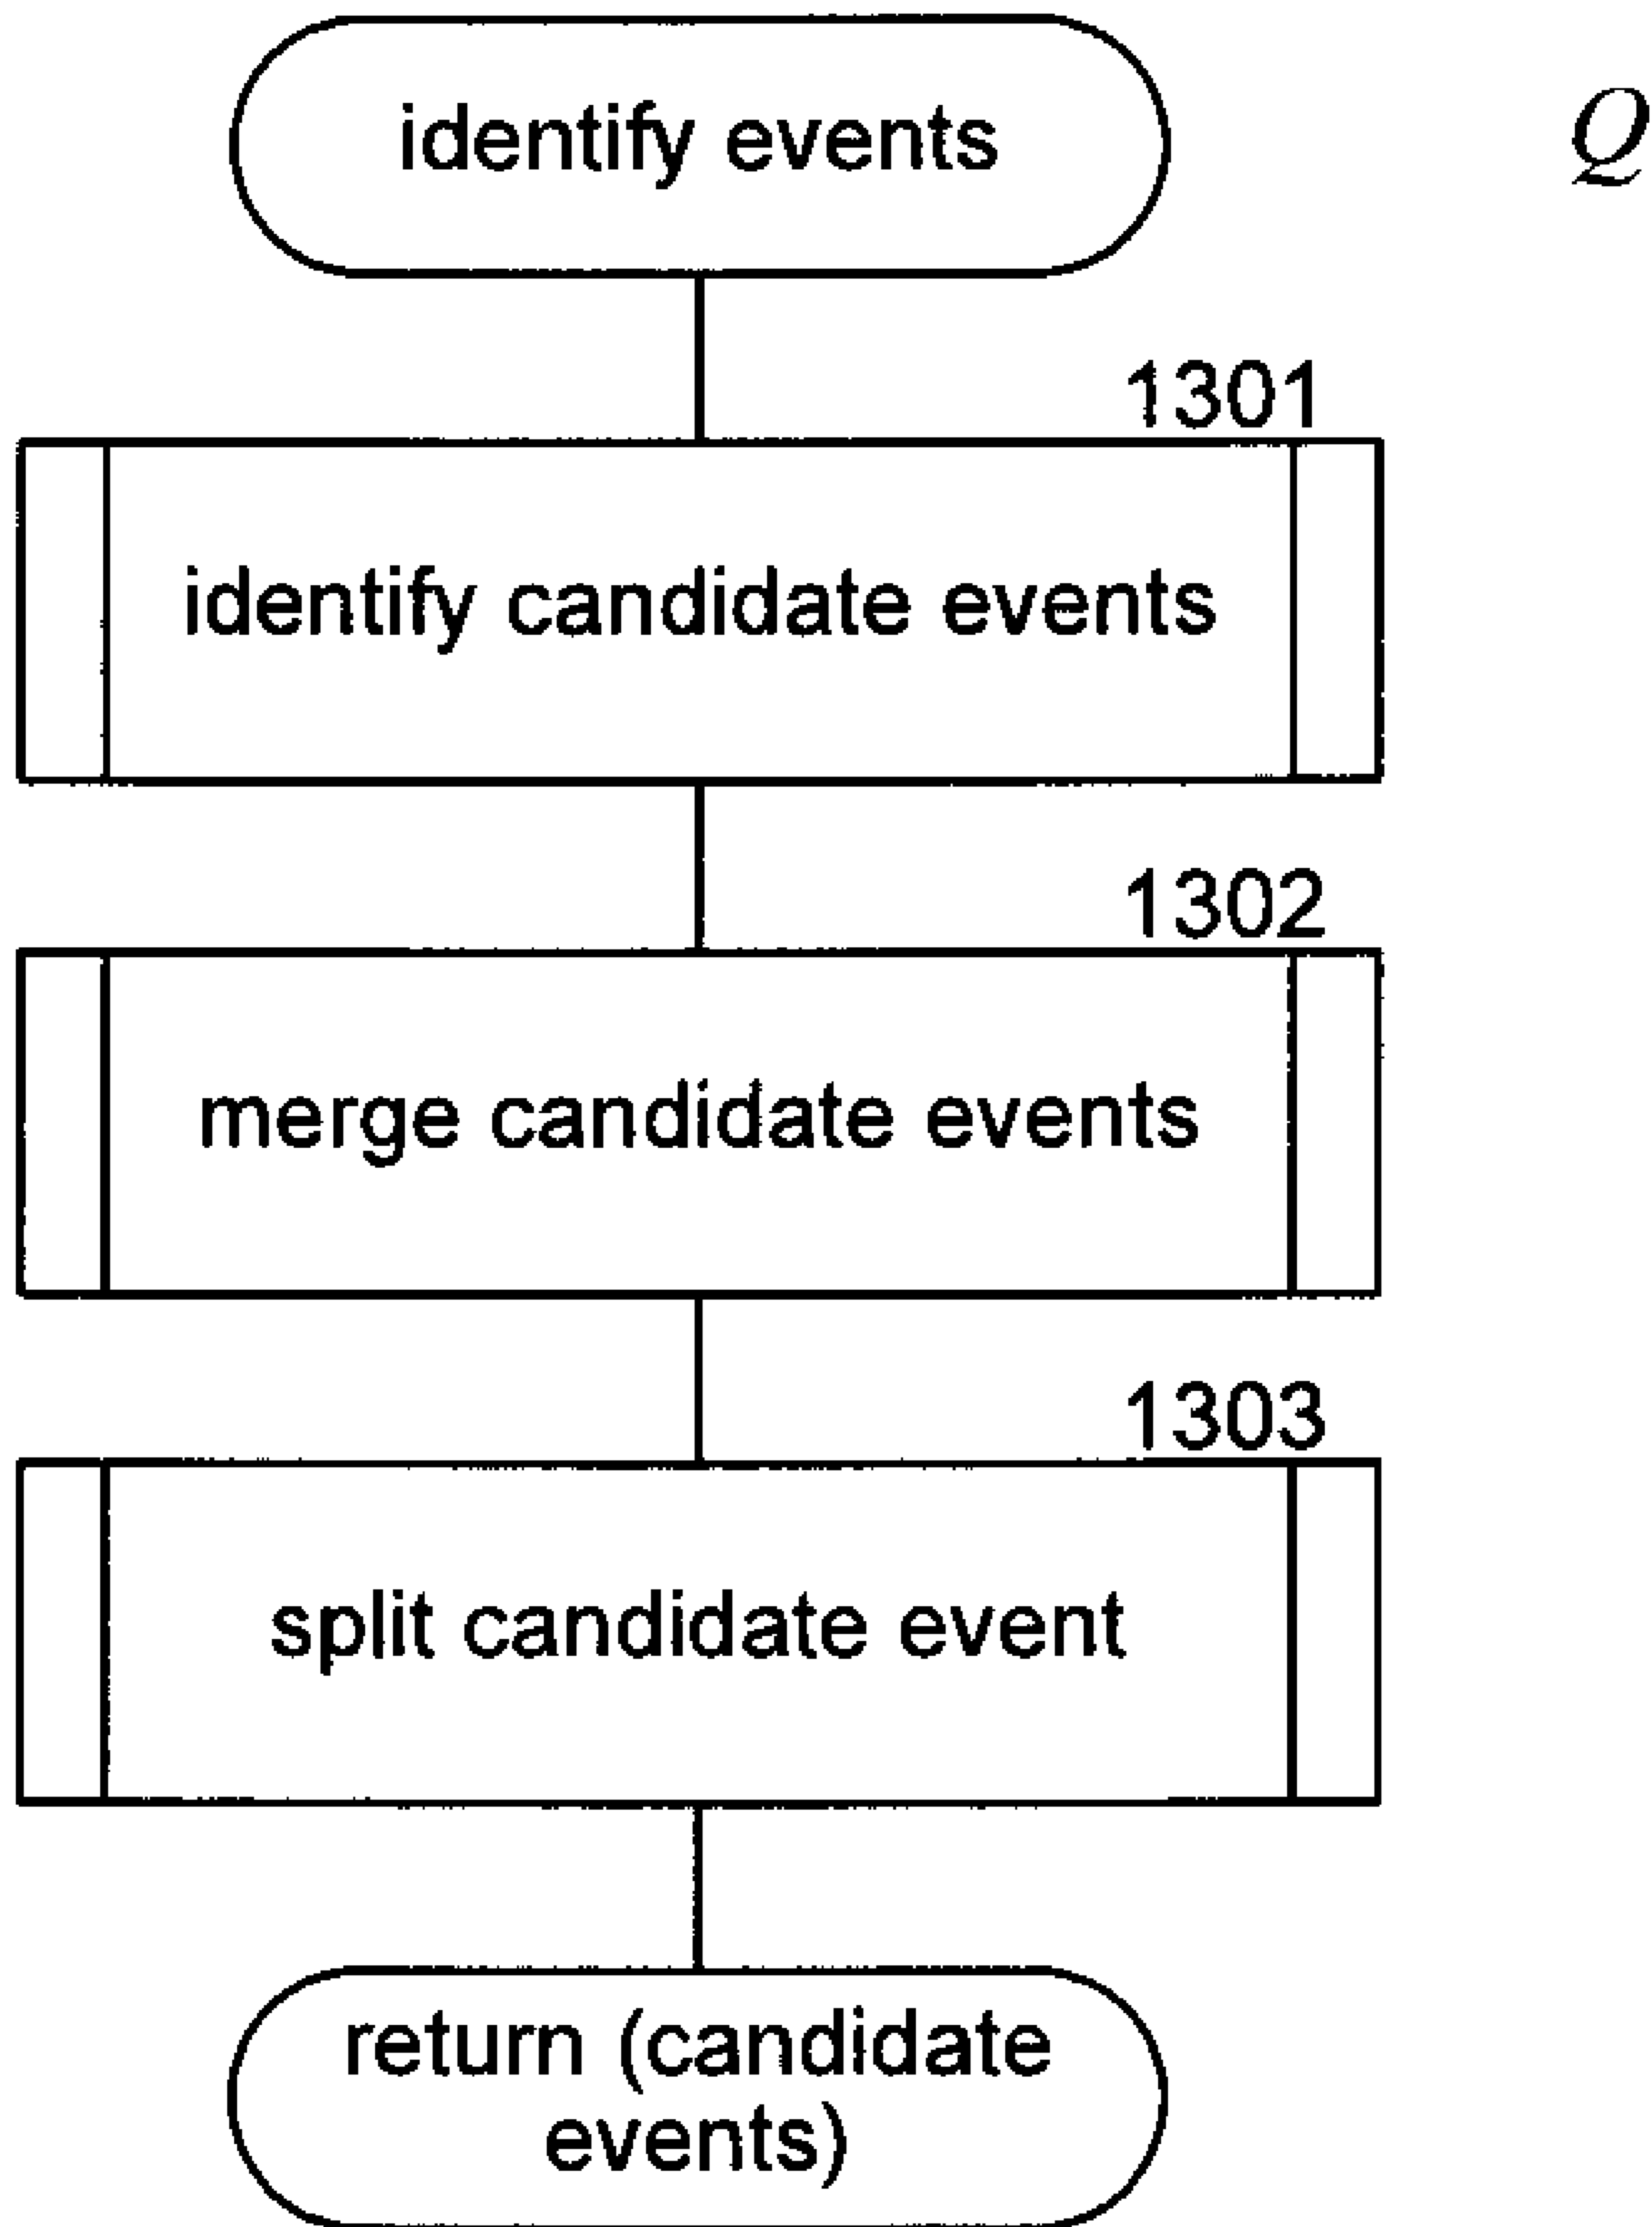 identify events
Q
1301
identify candidate events
1302
merge candidate events
1303
split candidate event
return (candidate
events)